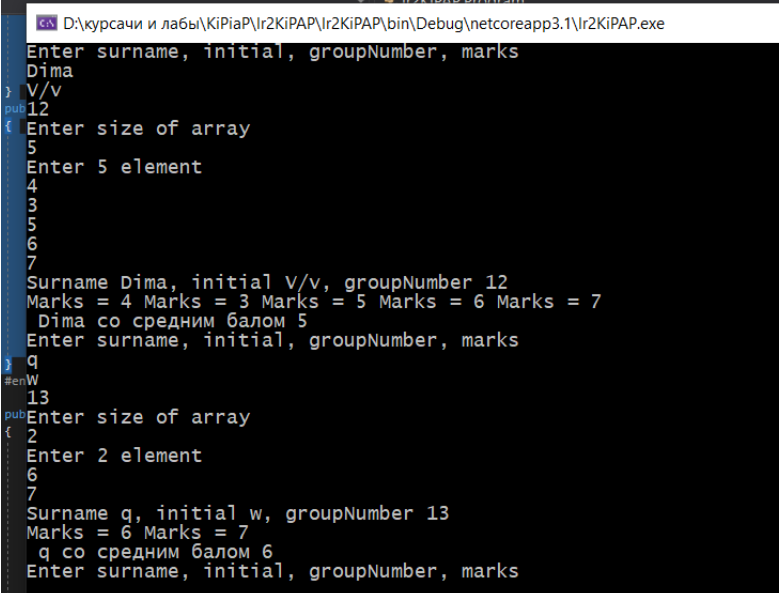 D:\курсачи и лабы\KiPiaP\lr2KiPAP\lr2KiPAP\bin\Debug\netcoreapp3.1\lr2KiPAP.exe
Enter surname, initial, groupNumber, marks
Dima
} V/v
pub 12
{ Enter size of array
5
Enter 5 element
4
3
5
6
7
Surname Dima, initial V/v, groupNumber 12
Marks = 4 Marks = 3 Marks = 5 Marks = 6 Marks = 7
Dima со средним балом 5
Enter surname, initial, groupNumber, marks
} q
#en w
13
pub Enter size of array
{ 2
Enter 2 element
6
7
Surname q, initial w, groupNumber 13
Marks = 6 Marks = 7
q со средним балом 6
Enter surname, initial, groupNumber, marks